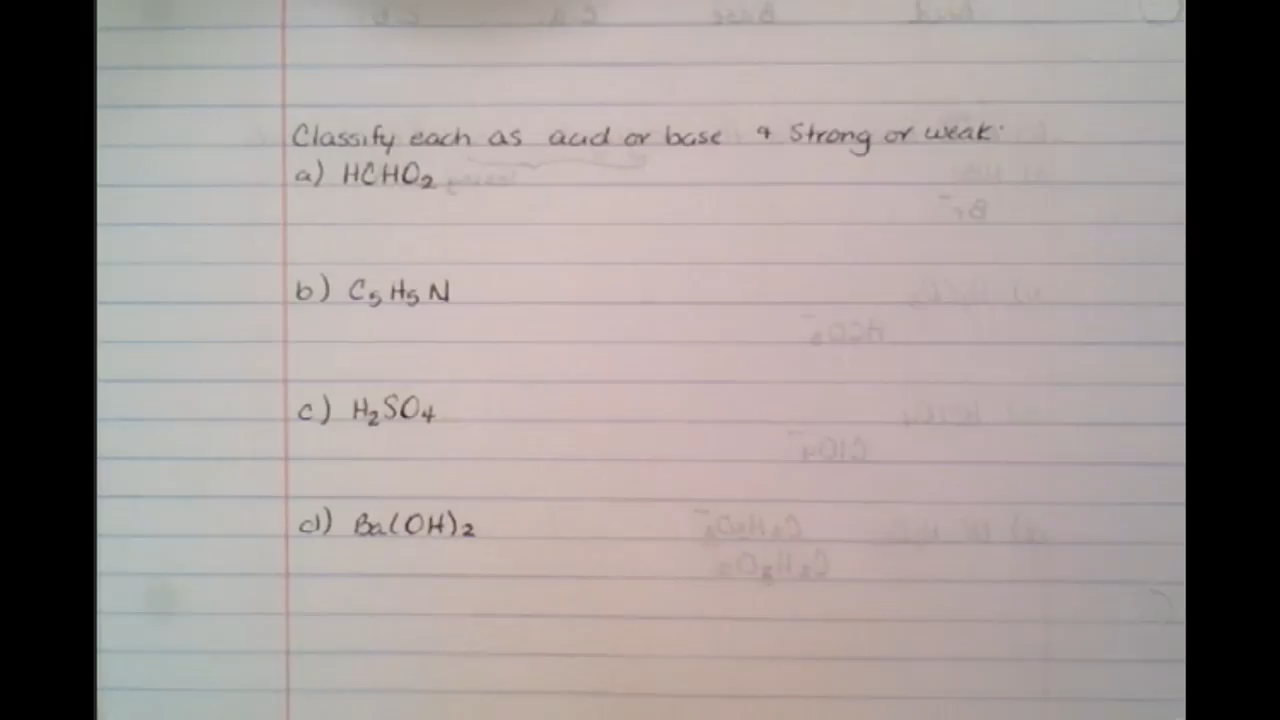 Classify each as acid or base & Strong or weak:
a) HCHO₂
b) C₅H₅N
c) H₂SO₄
d) Ba(OH)₂